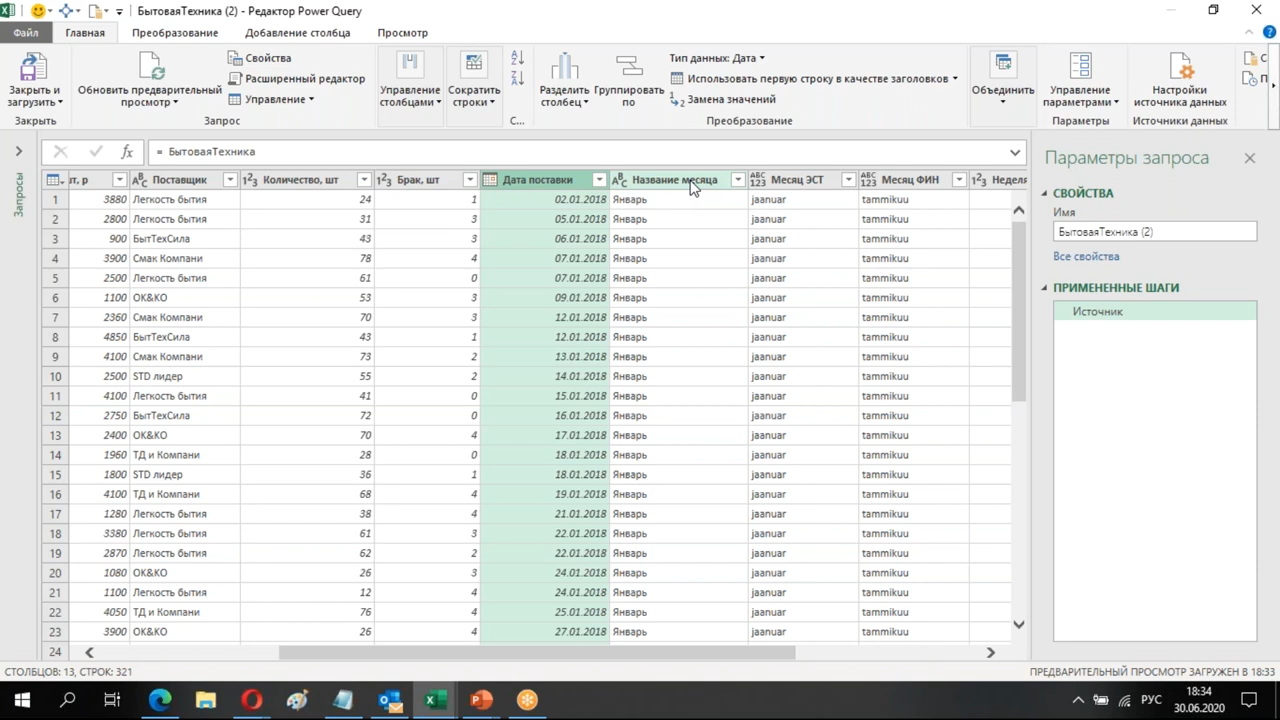 БытоваяТехника (2) - Редактор Power Query
Файл Главная Преобразование Добавление столбца Просмотр
Закрыть и загрузить
Закрыть
Обновить предварительный просмотр
Свойства
Расширенный редактор
Управление
Запрос
Управление столбцами
Сократить строки
С...
Разделить столбец
Группировать по
Тип данных: Дата
Использовать первую строку в качестве заголовков
Замена значений
Преобразование
Объединить
Управление параметрами
Параметры
Настройки источника данных
Источники данных
С
П
Запросы
fx = БытоваяТехника
т, р ABC Поставщик 123 Количество, шт 123 Брак, шт Дата поставки ABC Название месяца ABC 123 Месяц ЭСТ ABC 123 Месяц ФИН 123 Неделя
1 3880 Легкость бытия 24 1 02.01.2018 Январь jaanuar tammikuu
2 2800 Легкость бытия 31 3 05.01.2018 Январь jaanuar tammikuu
3 900 БытТехСила 43 3 06.01.2018 Январь jaanuar tammikuu
4 3900 Смак Компани 78 4 07.01.2018 Январь jaanuar tammikuu
5 2500 Легкость бытия 61 0 07.01.2018 Январь jaanuar tammikuu
6 1100 OK&KO 53 3 09.01.2018 Январь jaanuar tammikuu
7 2360 Смак Компани 70 3 12.01.2018 Январь jaanuar tammikuu
8 4850 БытТехСила 43 1 12.01.2018 Январь jaanuar tammikuu
9 4100 Смак Компани 73 2 13.01.2018 Январь jaanuar tammikuu
10 2500 STD лидер 55 2 14.01.2018 Январь jaanuar tammikuu
11 4100 Легкость бытия 41 0 15.01.2018 Январь jaanuar tammikuu
12 2750 БытТехСила 72 0 16.01.2018 Январь jaanuar tammikuu
13 2400 OK&KO 70 4 17.01.2018 Январь jaanuar tammikuu
14 1960 ТД и Компани 28 0 18.01.2018 Январь jaanuar tammikuu
15 1800 STD лидер 36 1 18.01.2018 Январь jaanuar tammikuu
16 4100 ТД и Компани 68 4 19.01.2018 Январь jaanuar tammikuu
17 1280 Легкость бытия 38 4 21.01.2018 Январь jaanuar tammikuu
18 3380 Легкость бытия 61 3 22.01.2018 Январь jaanuar tammikuu
19 2870 Легкость бытия 62 2 22.01.2018 Январь jaanuar tammikuu
20 1080 OK&KO 26 3 24.01.2018 Январь jaanuar tammikuu
21 1100 Легкость бытия 12 4 24.01.2018 Январь jaanuar tammikuu
22 4050 ТД и Компани 76 4 25.01.2018 Январь jaanuar tammikuu
23 3900 OK&KO 26 4 27.01.2018 Январь jaanuar tammikuu
24
Параметры запроса
СВОЙСТВА
Имя
БытоваяТехника (2)
Все свойства
ПРИМЕНЕННЫЕ ШАГИ
Источник
СТОЛБЦОВ: 13, СТРОК: 321
ПРЕДВАРИТЕЛЬНЫЙ ПРОСМОТР ЗАГРУЖЕН В 18:33
РУС
18:34
30.06.2020